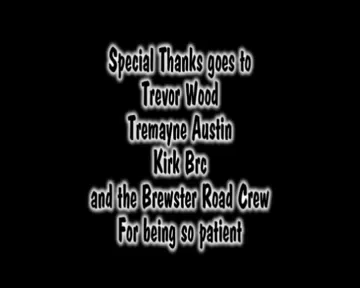 Special Thanks goes to
Trevor Wood
Tremayne Austin
Kirk Brc
and the Brewster Road Crew
For being so patient